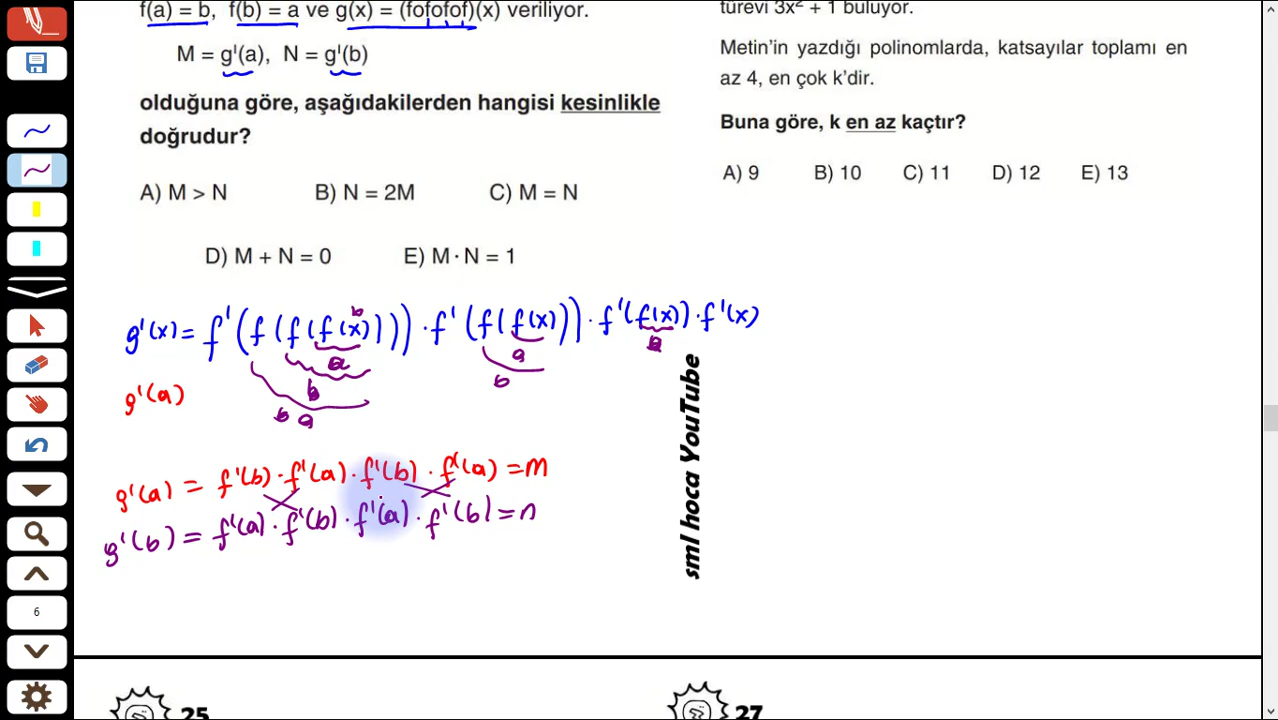 f(a) = b, f(b) = a ve g(x) = (fofofof)(x) veriliyor.
M = g'(a), N = g'(b)
olduğuna göre, aşağıdakilerden hangisi kesinlikle
doğrudur?
A) M > N B) N = 2M C) M = N
D) M + N = 0 E) M · N = 1
g'(x) = f'(f(f(f(x)))) · f'(f(f(x))) · f'(f(x)) · f'(x)
b
a
b
b a
a
b
a
g'(a)
g'(a) = f'(b) · f'(a) · f'(b) · f'(a) = m
g'(b) = f'(a) · f'(b) · f'(a) · f'(b) = n
türevi 3x² + 1 buluyor.
Metin'in yazdığı polinomlarda, katsayılar toplamı en
az 4, en çok k'dir.
Buna göre, k en az kaçtır?
A) 9 B) 10 C) 11 D) 12 E) 13
sml hoca YouTube
6
25
27